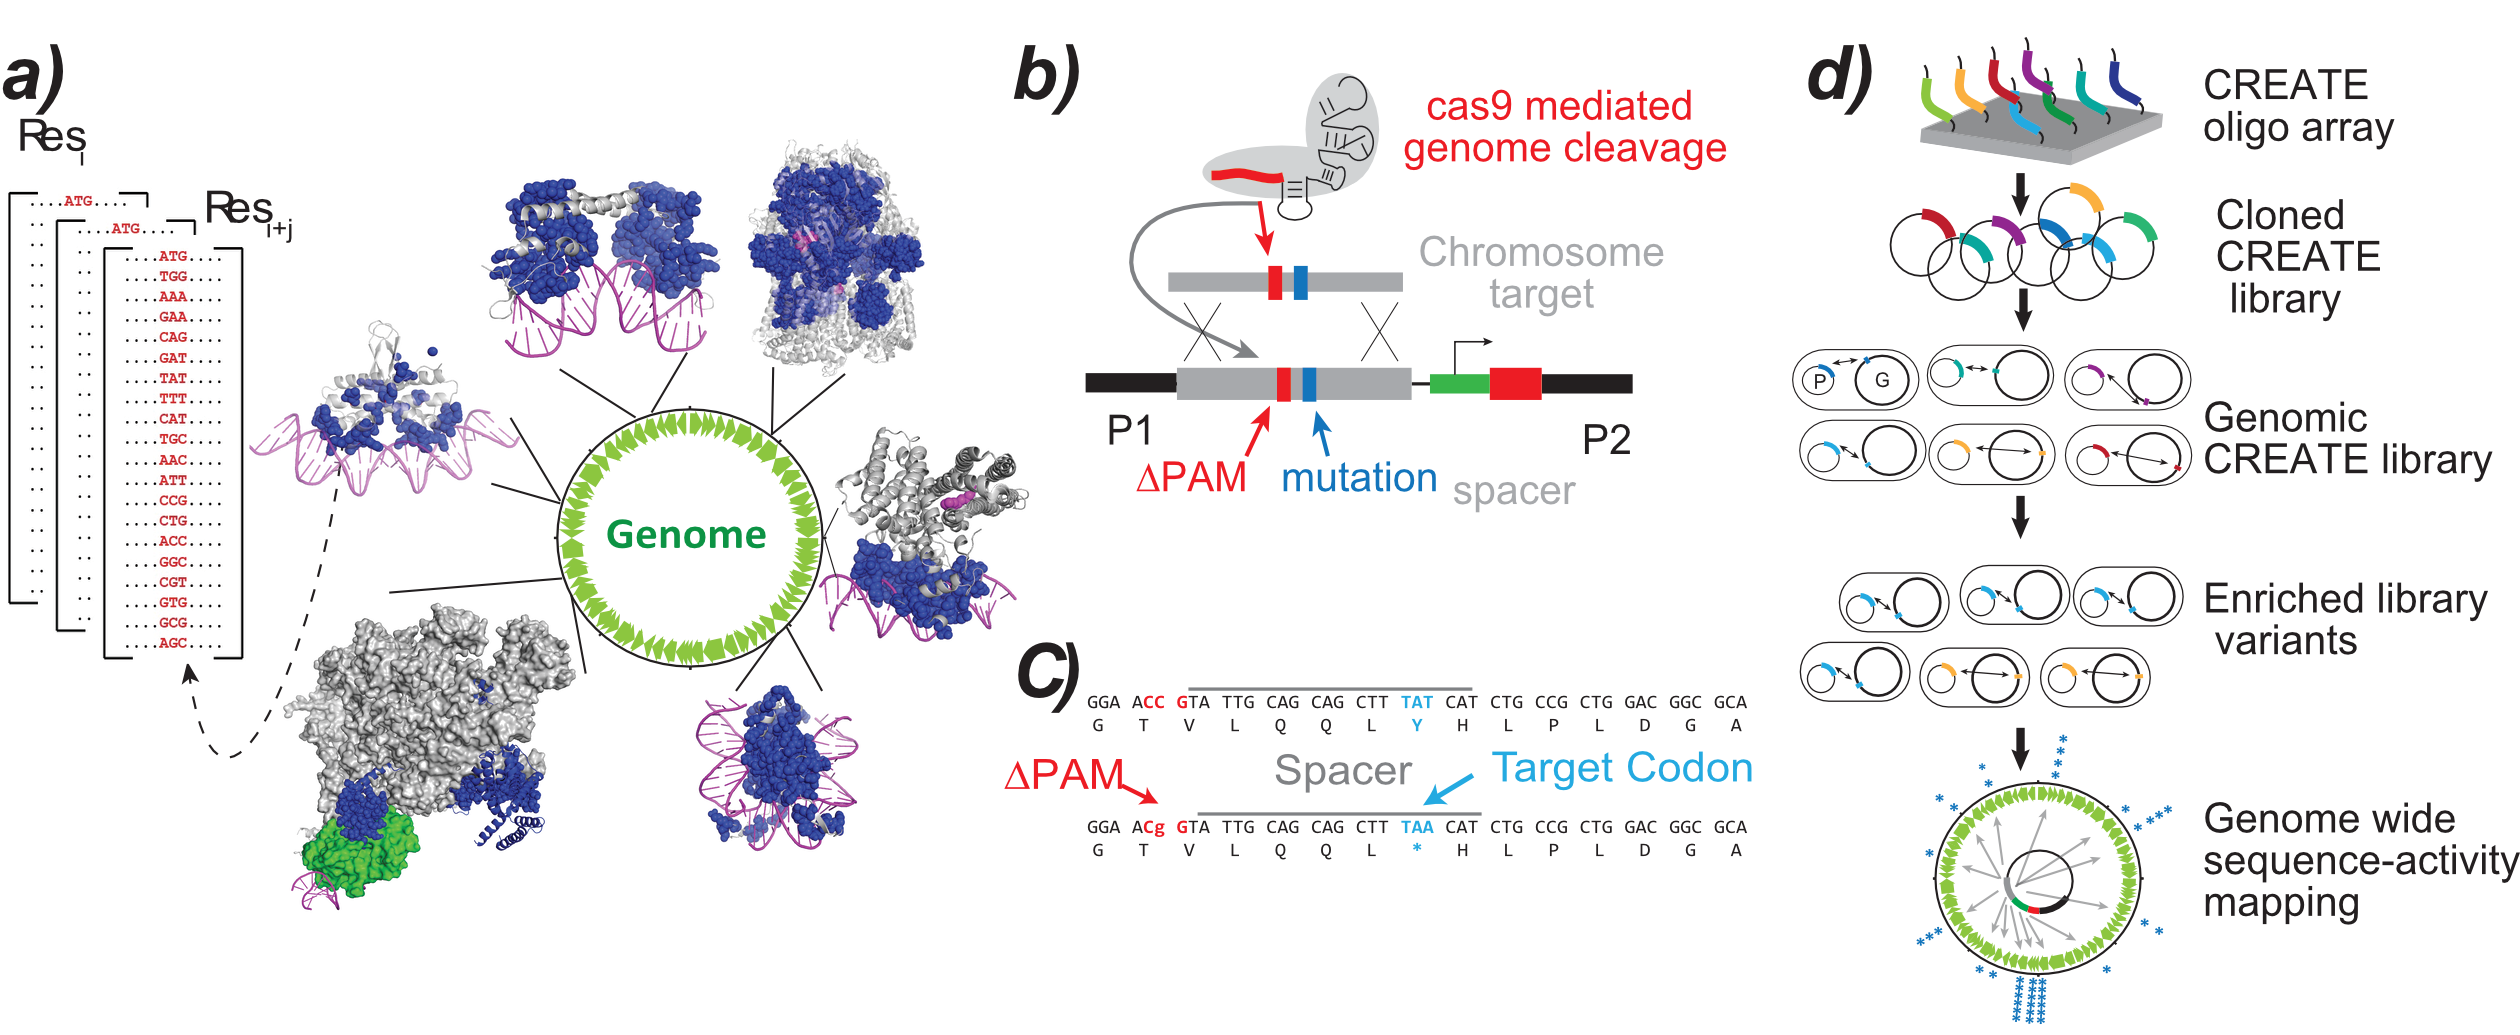 a)
Res
i
Res
i+j
....ATG....
....ATG....
....ATG....
....TGG....
....AAA....
....GAA....
....CAG....
....GAT....
....TAT....
....TTT....
....CAT....
....TGC....
....AAC....
....ATT....
....CCG....
....CTG....
....ACC....
....GGC....
....CGT....
....GTG....
....GCG....
....AGC....
Genome
b)
cas9 mediated
genome cleavage
Chromosome
target
P1
P2
ΔPAM
mutation
spacer
C)
GGA ACC GTA TTG CAG CAG CTT TAT CAT CTG CCG CTG GAC GGC GCA
G T V L Q Q L Y H L P L D G A
ΔPAM
Spacer
Target Codon
GGA ACg GTA TTG CAG CAG CTT TAA CAT CTG CCG CTG GAC GGC GCA
G T V L Q Q L * H L P L D G A
d)
CREATE
oligo array
Cloned
CREATE
library
P
G
Genomic
CREATE library
Enriched library
variants
Genome wide
sequence-activity
mapping